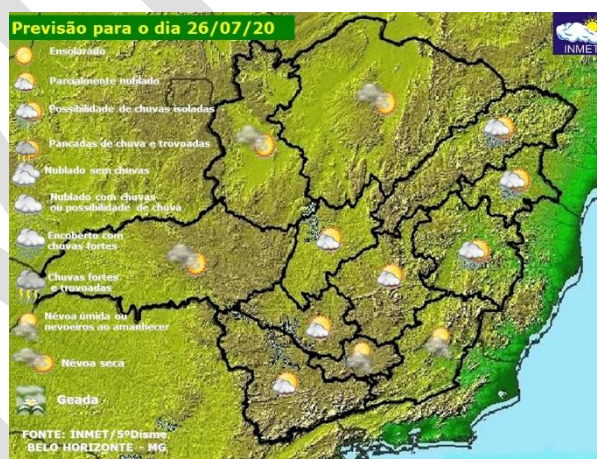 Previsão para o dia 26/07/20
INMET
Ensolarado
Parcialmente nublado
Possibilidade de chuvas isoladas
Pancadas de chuva e trovoadas
Nublado sem chuvas
Nublado com chuvas
ou possibilidade de chuva
Encoberto com
chuvas fortes
Chuvas fortes
e trovoadas
Névoa úmida ou
nevoeiros ao amanhecer
Névoa seca
Geada
FONTE: INMET/5ºDisme
BELO HORIZONTE - MG